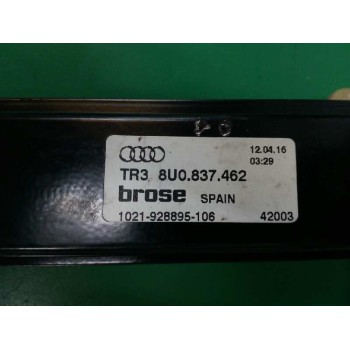 12.04.16
03:29
TR3 8U0.837.462
brose SPAIN
1021-928895-106 42003